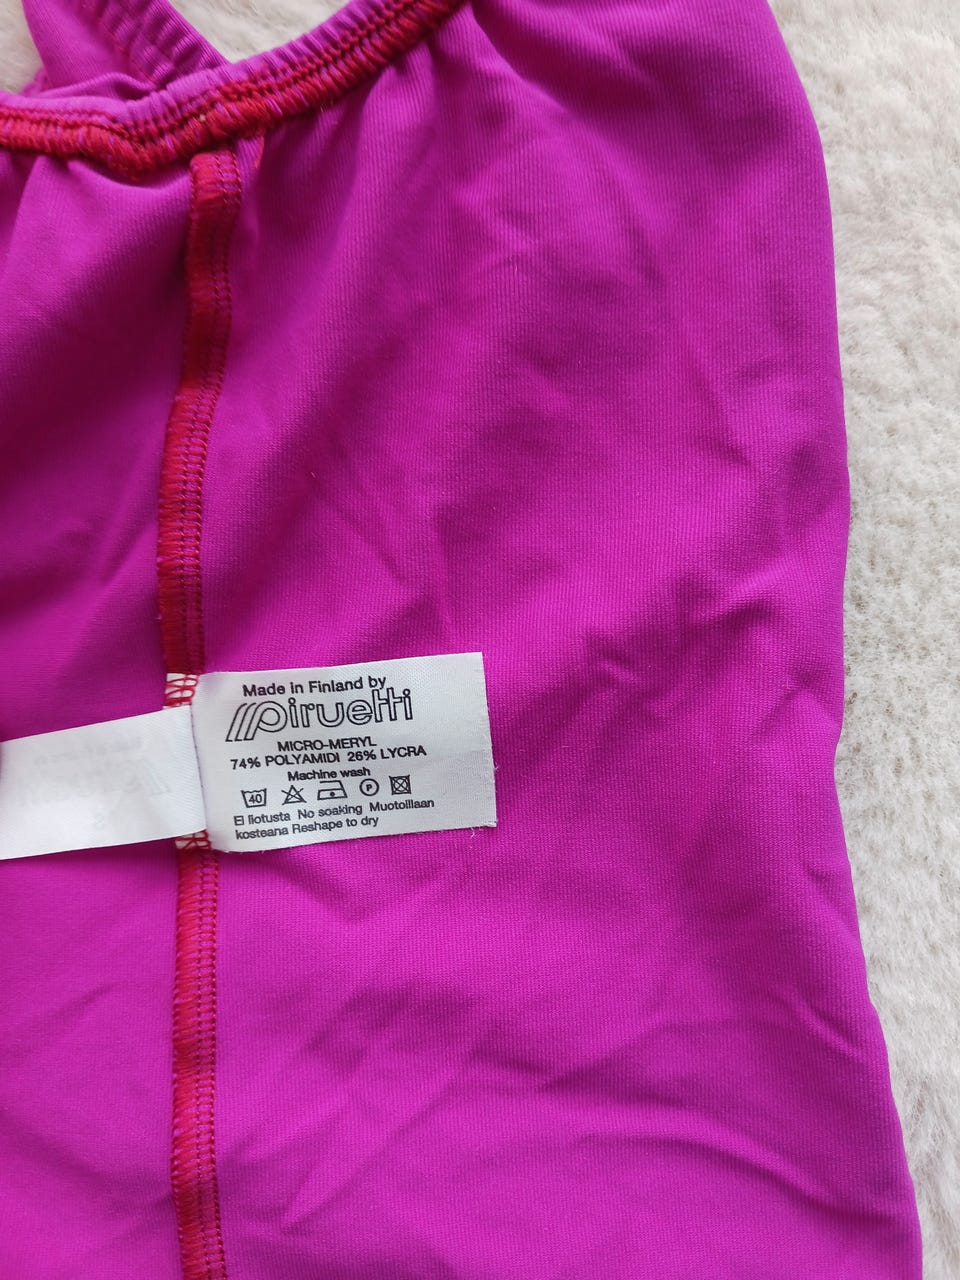 Made in Finland by
piruetti
MICRO-MERYL
74% POLYAMIDI 26% LYCRA
Machine wash
40 P
Ei liotusta No soaking Muotoillaan
kosteana Reshape to dry